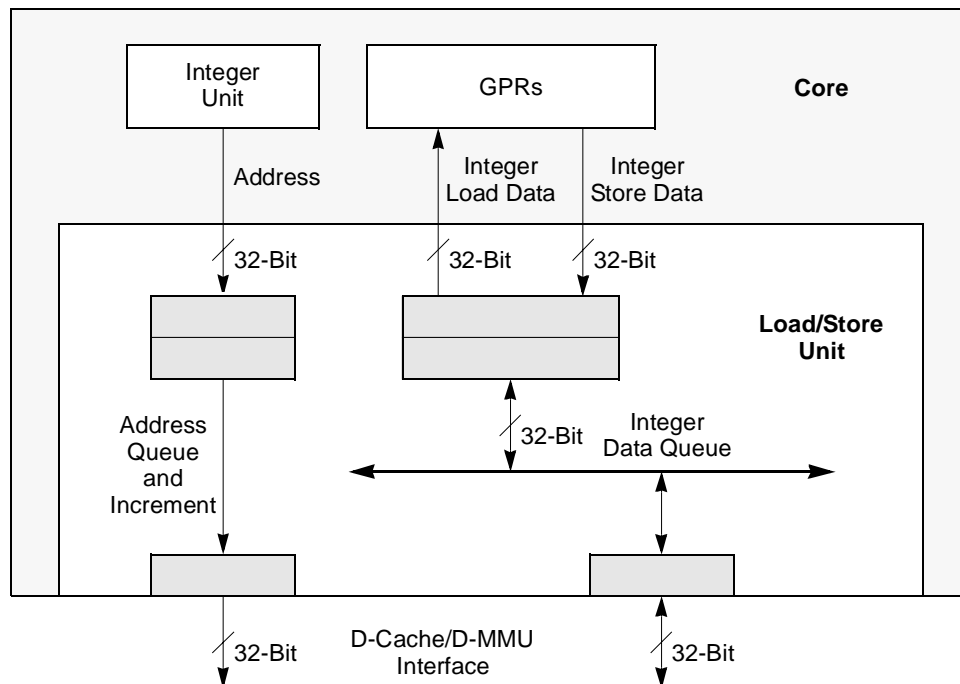 Integer
Unit
GPRs
Core
Address
Integer
Load Data
Integer
Store Data
32-Bit
32-Bit
32-Bit
Load/Store
Unit
Address
Queue
and
Increment
32-Bit
Integer
Data Queue
32-Bit
D-Cache/D-MMU
Interface
32-Bit